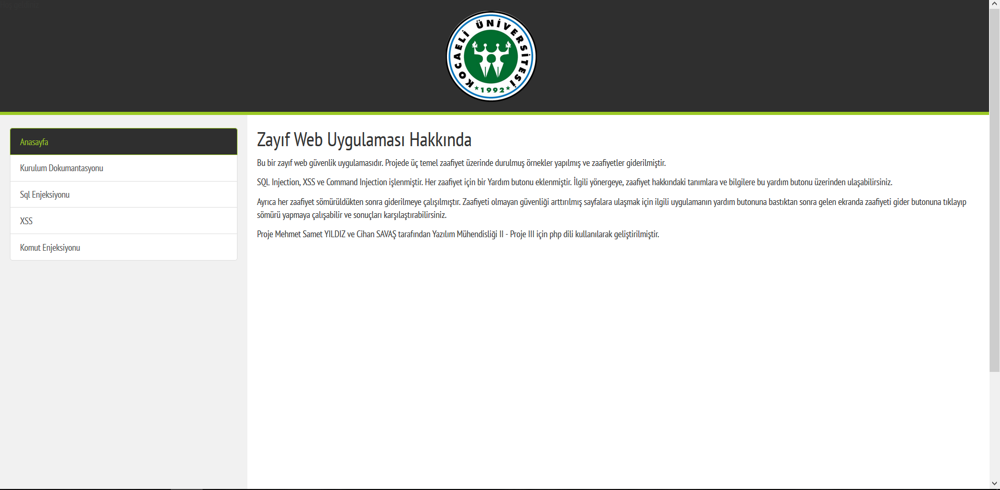 KOCAELİ ÜNİVERSİTESİ
1992
Zayıf Web Uygulaması Hakkında
Anasayfa
Kurulum Dokumantasyonu
Sql Enjeksiyonu
XSS
Komut Enjeksiyonu
Bu bir zayıf web güvenlik uygulamasıdır. Projede üç temel zaafiyet üzerinde durulmuş örnekler yapılmış ve zaafiyetler giderilmiştir.
SQL Injection, XSS ve Command Injection işlenmiştir. Her zaafiyet için bir Yardım butonu eklenmiştir. İlgili yönergeye, zaafiyet hakkındaki tanımlara ve bilgilere bu yardım butonu üzerinden ulaşabilirsiniz.
Ayrıca her zaafiyet sömürüldükten sonra giderilmeye çalışılmıştır. Zaafiyeti olmayan güvenliği arttırılmış sayfalara ulaşmak için ilgili uygulamanın yardım butonuna bastıktan sonra gelen ekranda zaafiyeti gider butonuna tıklayıp
sömürü yapmaya çalışabilir ve sonuçları karşılaştırabilirsiniz.
Proje Mehmet Samet YILDIZ ve Cihan SAVAŞ tarafından Yazılım Mühendisliği II - Proje III için php dili kullanılarak geliştirilmiştir.